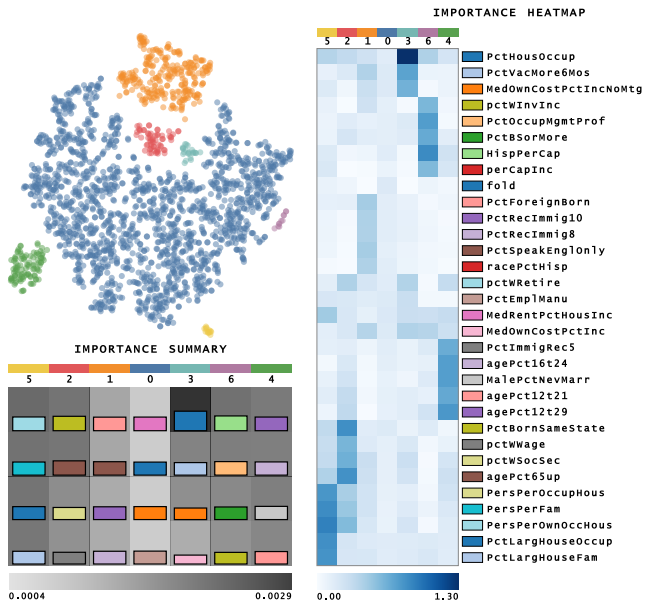 IMPORTANCE HEATMAP
5 2 1 0 3 6 4
PctHousOccup
PctVacMore6Mos
MedOwnCostPctIncNoMtg
pctWInvInc
PctOccupMgmtProf
PctBSorMore
HispPerCap
perCapInc
fold
PctForeignBorn
PctRecImmig10
PctRecImmig8
PctSpeakEnglOnly
racePctHisp
pctWRetire
PctEmplManu
MedRentPctHousInc
MedOwnCostPctInc
PctImmigRec5
agePct16t24
MalePctNevMarr
agePct12t21
agePct12t29
PctBornSameState
pctWWage
pctWSocSec
agePct65up
PersPerOccupHous
PersPerFam
PersPerOwnOccHous
PctLargHouseOccup
PctLargHouseFam
0.00 1.30
IMPORTANCE SUMMARY
5 2 1 0 3 6 4
0.0004 0.0029